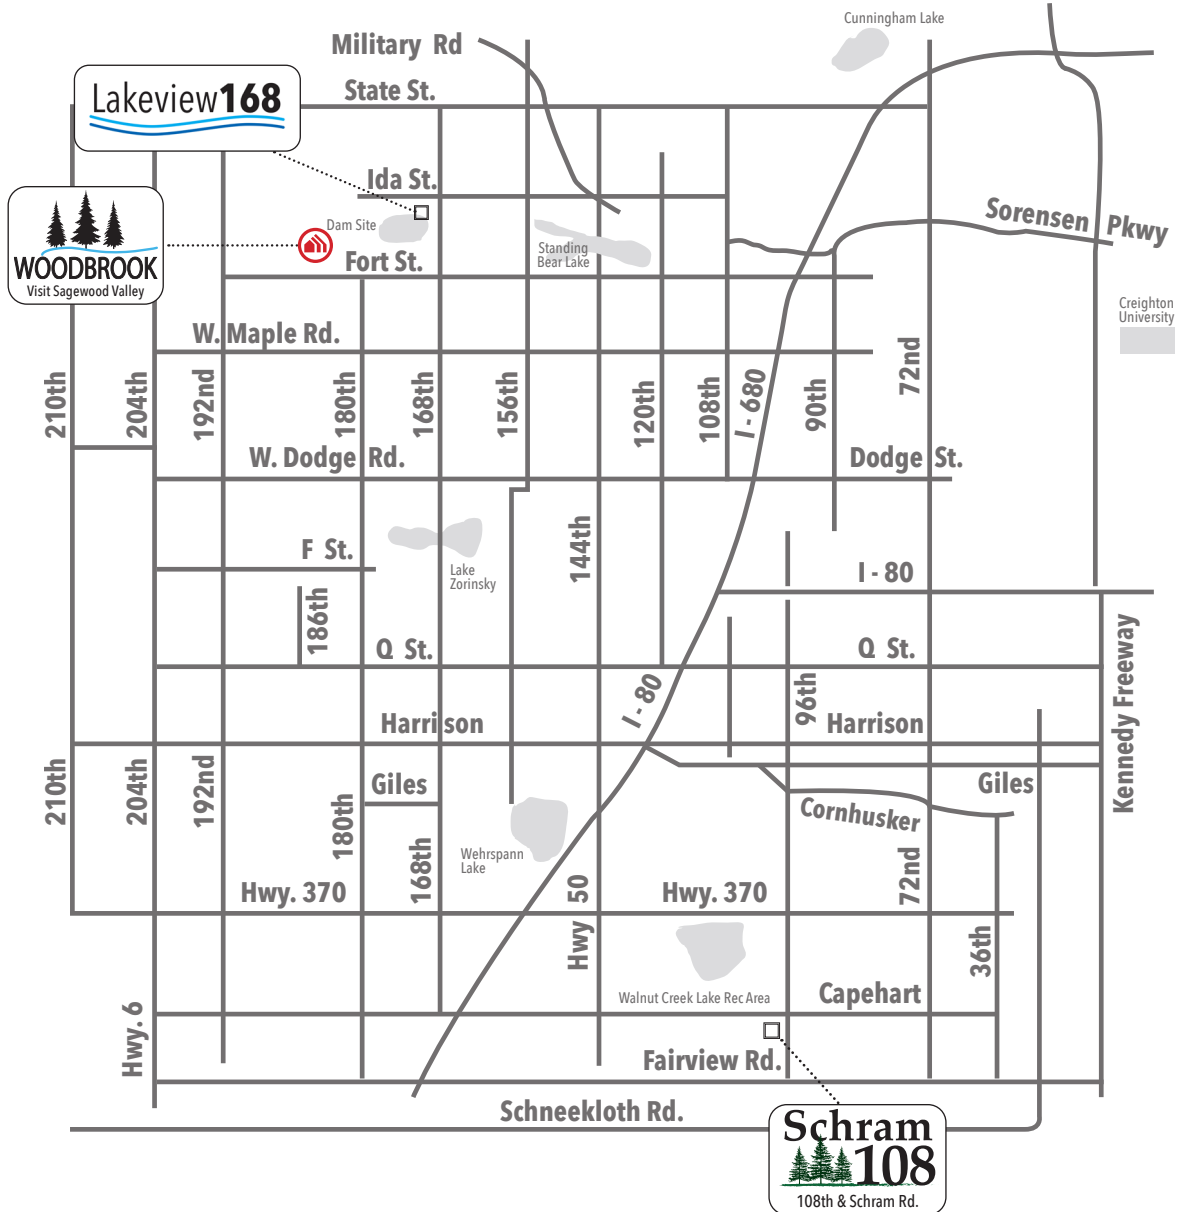 Cunningham Lake
Military Rd
State St.
Lakeview168
Ida St.
Dam Site
Sorensen Pkwy
Standing
Bear Lake
WOODBROOK
Visit Sagewood Valley
Fort St.
Creighton
University
W. Maple Rd.
210th
204th
192nd
180th
168th
156th
120th
108th
I - 680
90th
72nd
W. Dodge Rd.
Dodge St.
F St.
144th
Lake
Zorinsky
I - 80
186th
Q St.
Q St.
I - 80
96th
Kennedy Freeway
Harrison
Harrison
210th
204th
192nd
180th
Giles
168th
Giles
Cornhusker
Wehrspann
Lake
72nd
Hwy. 370
Hwy 50
Hwy. 370
36th
Walnut Creek Lake Rec Area
Capehart
Hwy. 6
Fairview Rd.
Schneekloth Rd.
Schram
108
108th & Schram Rd.